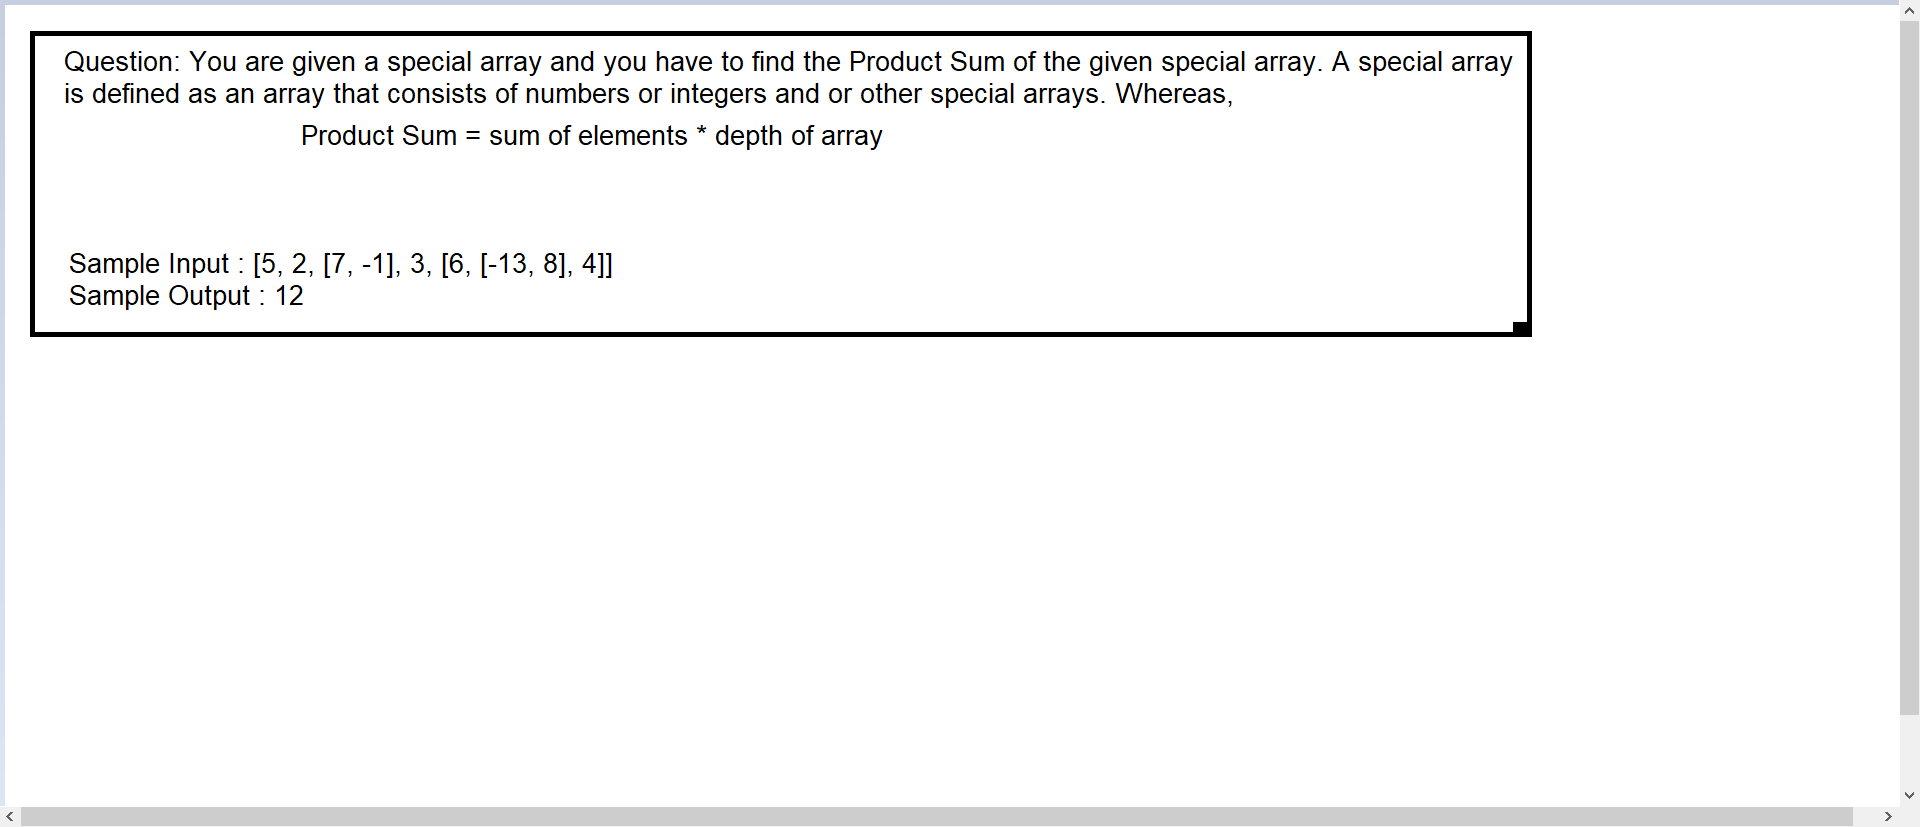 Question: You are given a special array and you have to find the Product Sum of the given special array. A special array
is defined as an array that consists of numbers or integers and or other special arrays. Whereas,
Product Sum = sum of elements * depth of array
Sample Input : [5, 2, [7, -1], 3, [6, [-13, 8], 4]]
Sample Output : 12